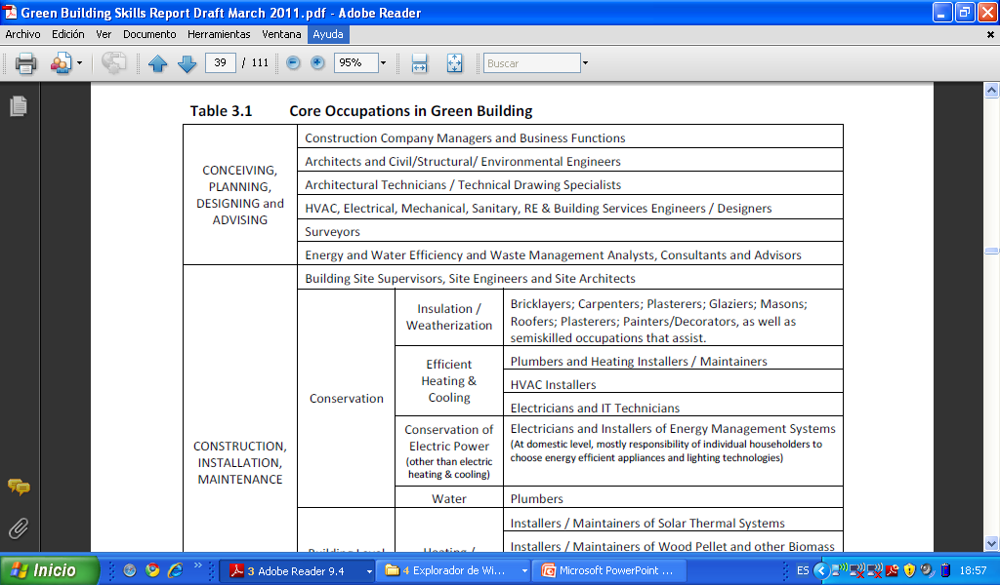 Green Building Skills Report Draft March 2011.pdf - Adobe Reader
Archivo Edición Ver Documento Herramientas Ventana Ayuda
39 / 111 95% Buscar
Table 3.1 Core Occupations in Green Building
CONCEIVING,
PLANNING,
DESIGNING and
ADVISING
Construction Company Managers and Business Functions
Architects and Civil/Structural/ Environmental Engineers
Architectural Technicians / Technical Drawing Specialists
HVAC, Electrical, Mechanical, Sanitary, RE & Building Services Engineers / Designers
Surveyors
Energy and Water Efficiency and Waste Management Analysts, Consultants and Advisors
CONSTRUCTION,
INSTALLATION,
MAINTENANCE
Building Site Supervisors, Site Engineers and Site Architects
Conservation
Insulation /
Weatherization
Bricklayers; Carpenters; Plasterers; Glaziers; Masons;
Roofers; Plasterers; Painters/Decorators, as well as
semiskilled occupations that assist.
Efficient
Heating &
Cooling
Plumbers and Heating Installers / Maintainers
HVAC Installers
Electricians and IT Technicians
Conservation of
Electric Power
(other than electric
heating & cooling)
Electricians and Installers of Energy Management Systems
(At domestic level, mostly responsibility of individual householders to
choose energy efficient appliances and lighting technologies)
Water
Plumbers
Building Level
Heating /
Installers / Maintainers of Solar Thermal Systems
Installers / Maintainers of Wood Pellet and other Biomass
Inicio
3 Adobe Reader 9.4
4 Explorador de Wi...
Microsoft PowerPoint ...
ES
18:57